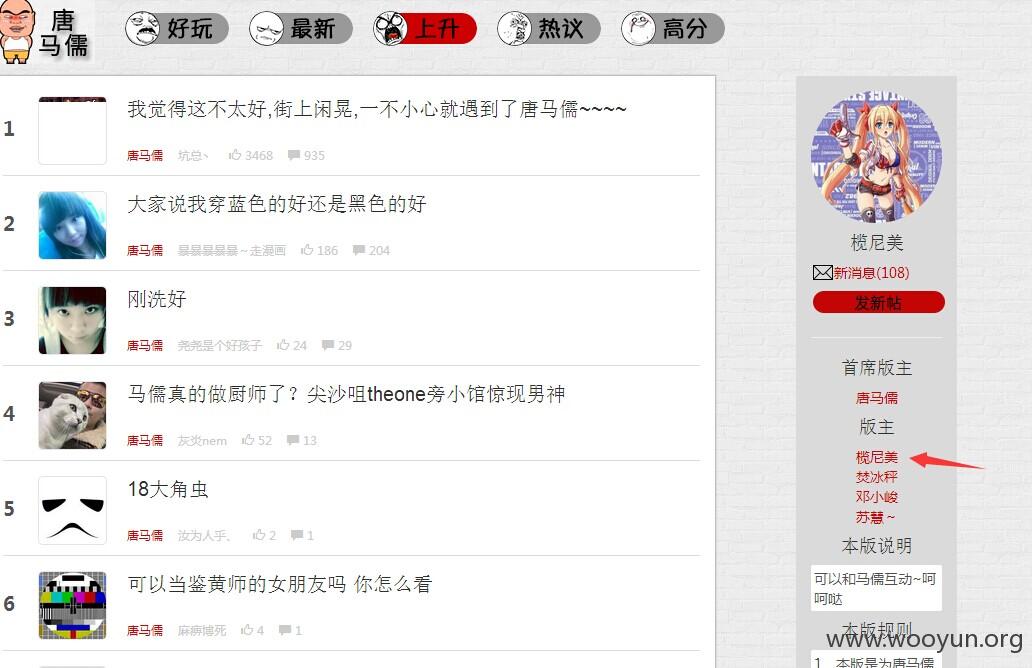 唐
马儒
好玩
最新
上升
热议
高分
1
我觉得这不太好,街上闲晃,一不小心就遇到了唐马儒~~~~
唐马儒 坑总丶 3468 935
2
大家说我穿蓝色的好还是黑色的好
唐马儒 暴暴暴暴暴～走漫画 186 204
3
刚洗好
唐马儒 尧尧是个好孩子 24 29
4
马儒真的做厨师了？尖沙咀theone旁小馆惊现男神
唐马儒 灰炎nem 52 13
5
18大角虫
唐马儒 汝为人乎、 2 1
6
可以当鉴黄师的女朋友吗 你怎么看
唐马儒 麻痹博死 4 1
榄尼美
新消息(108)
发新帖
首席版主
唐马儒
版主
榄尼美
焚冰秤
邓小峻
苏慧～
本版说明
可以和马儒互动~呵
呵哒
本版规则
www.wooyun.org
1、本版是为唐马儒